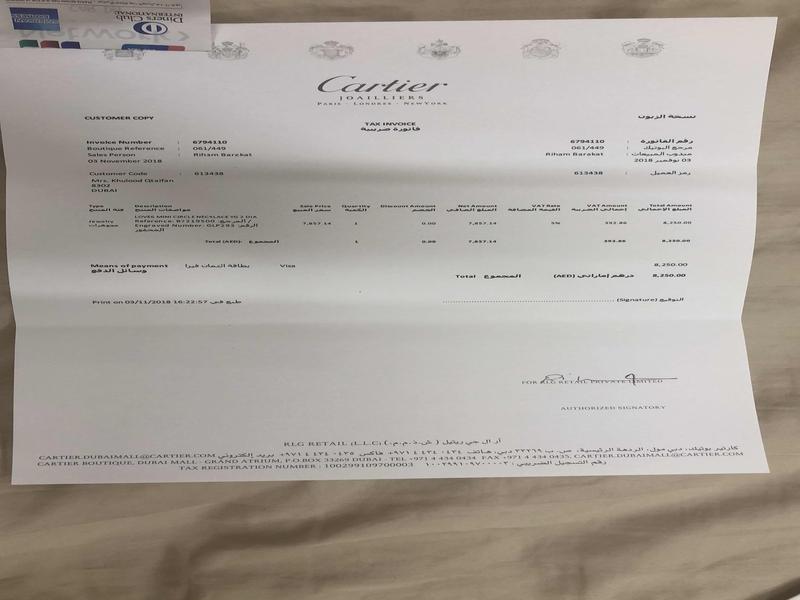 AMERICAN EXPRESS
Diners Club
INTERNATIONAL
Cartier
JOAILLIERS
PARIS - LONDRES - NEW YORK
CUSTOMER COPY نسخة الزبون
TAX INVOICE
فاتورة ضريبية
Invoice Number : 6794110 6794110 : رقم الفاتورة
Boutique Reference : 061/449 061/449 : مرجع البوتيك
Sales Person : Riham Barakat Riham Barakat : مندوب المبيعات
03 November 2018 03 نوفمبر 2018
Customer Code : 613438 613438 : رمز العميل
Mrs. Khulood Qtaifan
8302
DUBAI
Type Description Sale Price Quantity Discount Amount Net Amount VAT Rate VAT Amount Total Amount
فئة المنتج مواصفات المنتج سعر المبيع الكمية الخصم المبلغ الصافي القيمة المضافة إجمالي الضريبة المبلغ الإجمالي
Jewelry LOVES MINI CIRCLE NECKLACE YG 2 DIA 7,857.14 1 0.00 7,857.14 5% 392.86 8,250.00
مجوهرات Reference: B7219500 المرجع:
Engraved Number: GLP293 الرقم
المحفور
Total (AED) المجموع 1 0.00 7,857.14 392.86 8,250.00
Means of payment بطاقة ائتمان فيزا Visa 8,250.00
وسائل الدفع Total المجموع (AED) درهم إماراتي 8,250.00
Print on 03/11/2018 16:22:57 طبع في
(Signature) التوقيع
FOR RLG RETAIL PRIVATE LIMITED
AUTHORIZED SIGNATORY
RLG RETAIL (L.L.C) (.آر ال جي ريتيل ( ش.ذ.م.م
كارتير بوتيك، دبي مول، الردهة الرئيسية، ص.ب ٣٣٢٦٩ دبي، هاتف ٠٤٣٤ ٤٣٤ ٤ ٩٧١+ فاكس ٠٤٣٥ ٤٣٤ ٤ ٩٧١+ بريد إلكتروني CARTIER.DUBAIMALL@CARTIER.COM
CARTIER BOUTIQUE, DUBAI MALL - GRAND ATRIUM, P.O.BOX 33269 DUBAI - TEL +971 4 434 0434 FAX +971 4 434 0435, CARTIER.DUBAIMALL@CARTIER.COM
TAX REGISTRATION NUMBER : 100299109700003 رقم التسجيل الضريبي : ١٠٠٢٩٩١٠٩٧٠٠٠٠٣